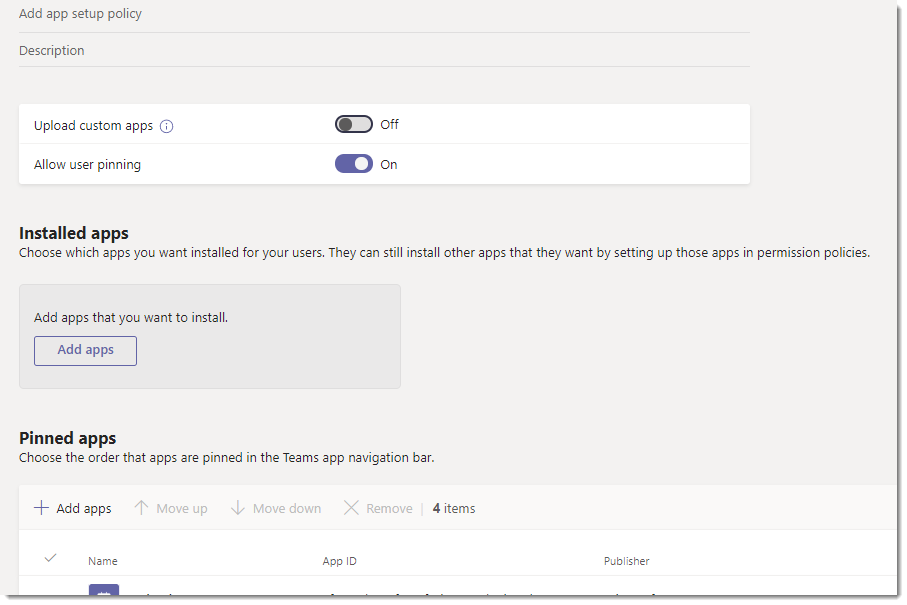 Add app setup policy
Description
Upload custom apps Off
Allow user pinning On
Installed apps
Choose which apps you want installed for your users. They can still install other apps that they want by setting up those apps in permission policies.
Add apps that you want to install.
Add apps
Pinned apps
Choose the order that apps are pinned in the Teams app navigation bar.
Add apps Move up Move down Remove | 4 items
Name App ID Publisher